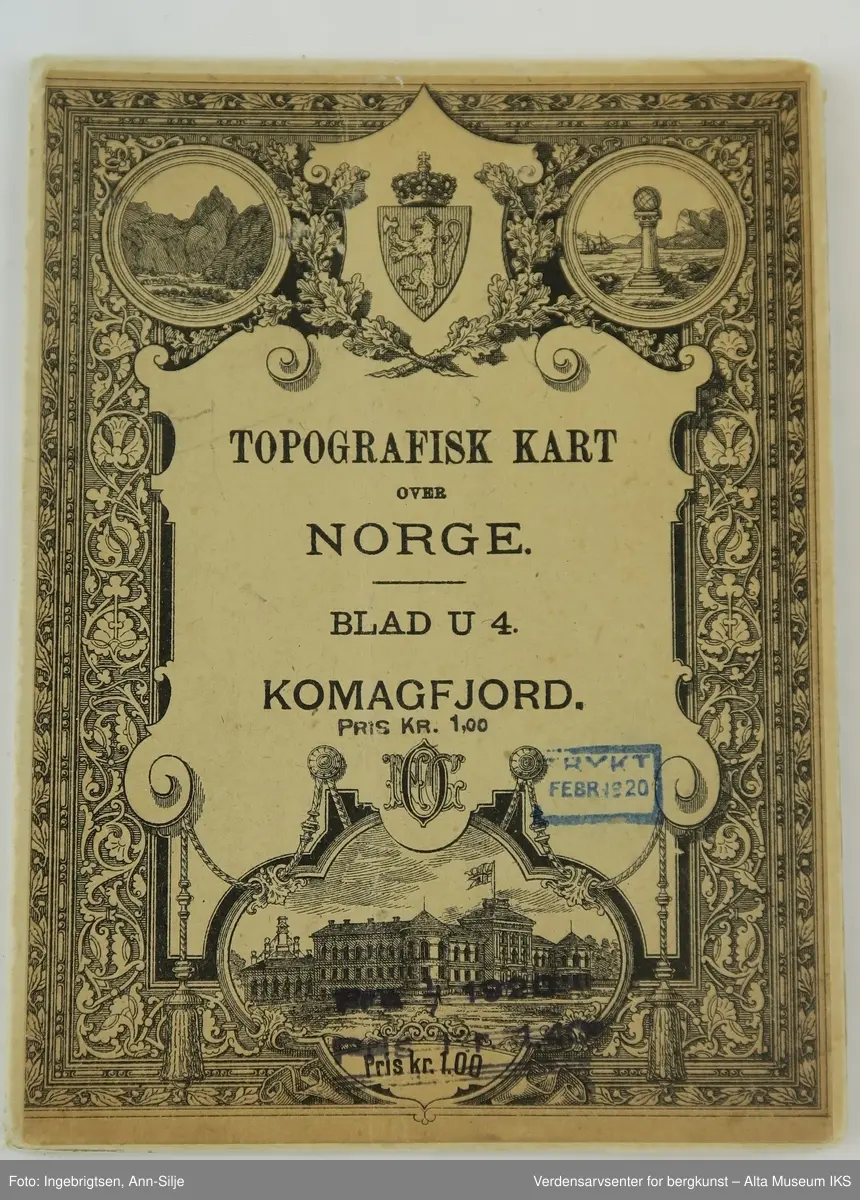 TOPOGRAFISK KART
OVER
NORGE.
BLAD U 4.
KOMAGFJORD.
PRIS KR. 1,00
TRYKT
FEBR 1920
Pris kr. 1.00
Foto: Ingebrigtsen, Ann-Silje
Verdensarvsenter for bergkunst – Alta Museum IKS